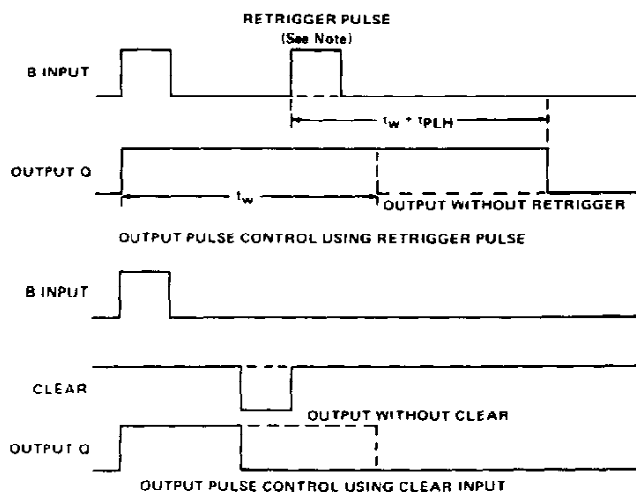 RETRIGGER PULSE
(See Note)
B INPUT
tw + tPLH
OUTPUT Q
tw
OUTPUT WITHOUT RETRIGGER
OUTPUT PULSE CONTROL USING RETRIGGER PULSE
B INPUT
CLEAR
OUTPUT WITHOUT CLEAR
OUTPUT Q
OUTPUT PULSE CONTROL USING CLEAR INPUT